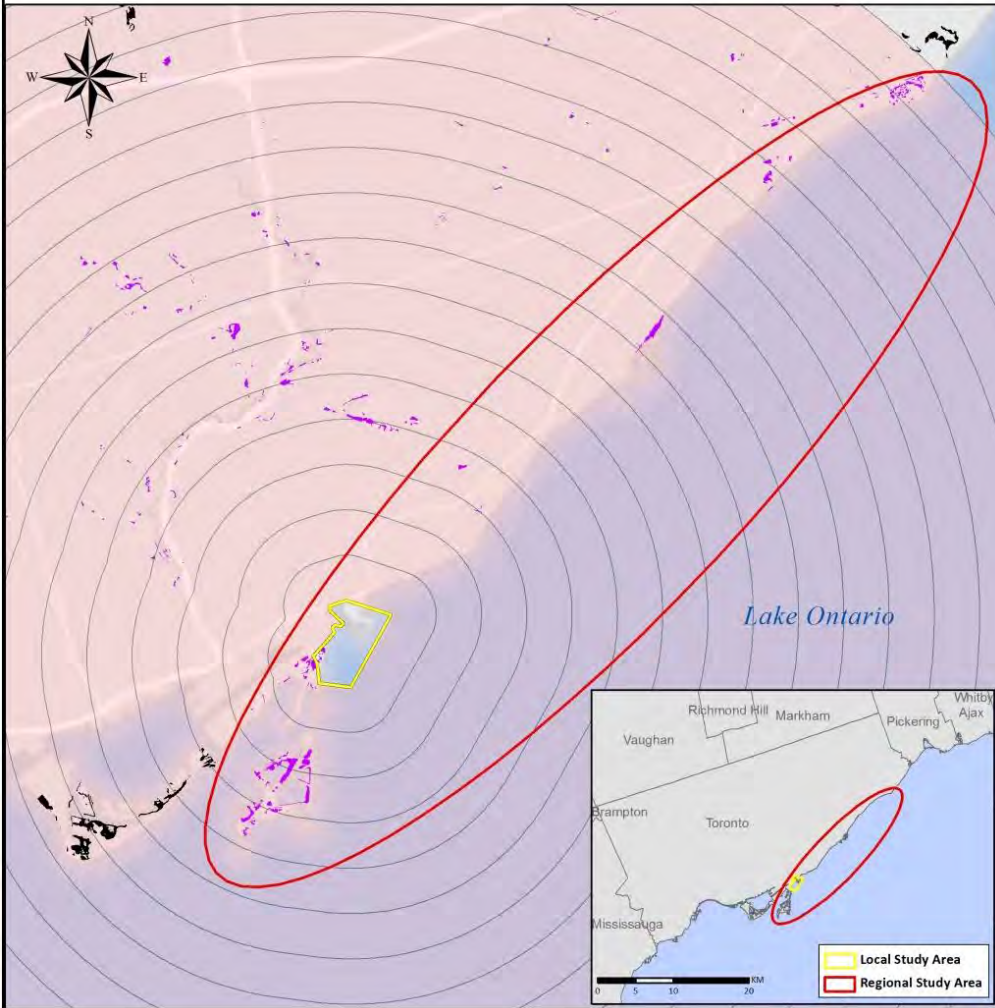 N
W E
S
Lake Ontario
Whitby
Richmond Hill
Markham
Pickering
Ajax
Vaughan
Brampton
Toronto
Mississauga
Local Study Area
Regional Study Area
KM
0 5 10 20